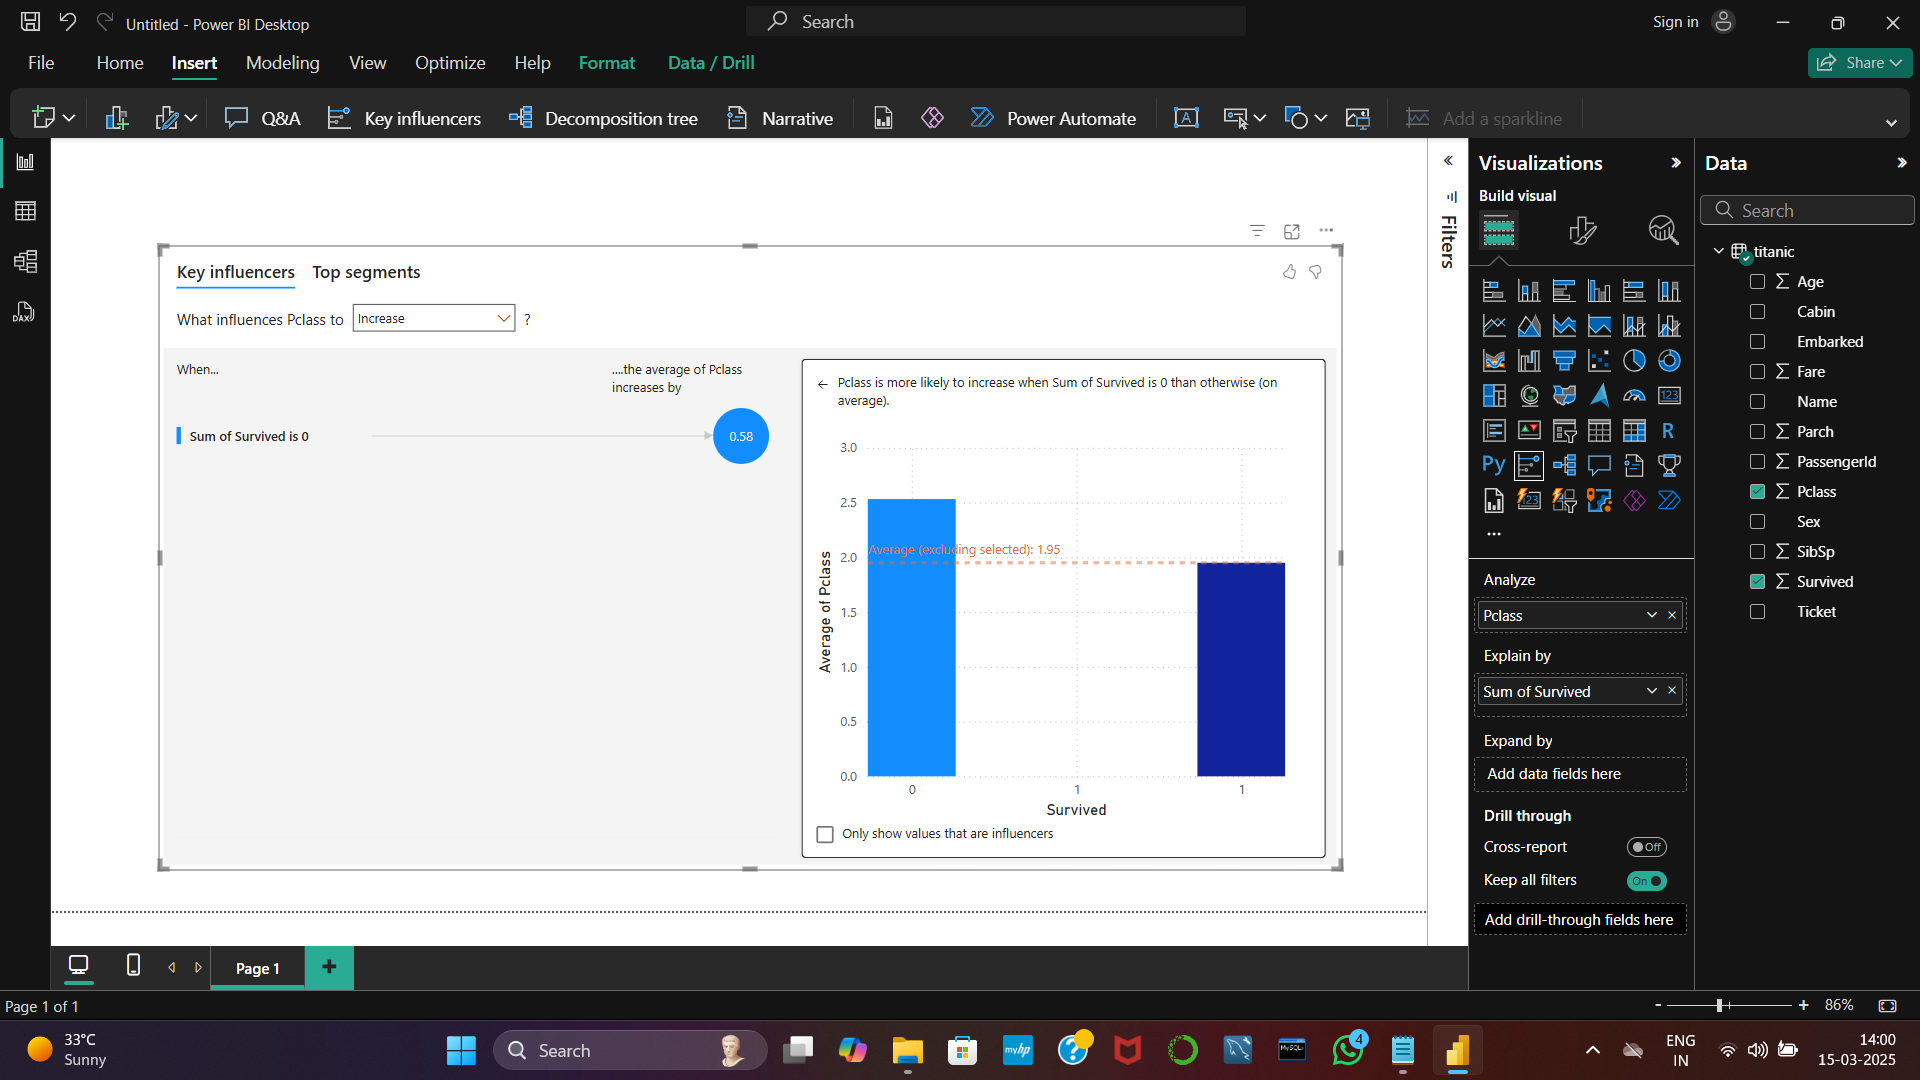 Untitled - Power BI Desktop
Search
Sign in
File
Home
Insert
Modeling
View
Optimize
Help
Format
Data / Drill
Share
Q&A
Key influencers
Decomposition tree
Narrative
Power Automate
Add a sparkline
Key influencers
Top segments
What influences Pclass to
Increase
?
When...
....the average of Pclass
increases by
Sum of Survived is 0
0.58
Pclass is more likely to increase when Sum of Survived is 0 than otherwise (on
average).
3.0
2.5
2.0
1.5
1.0
0.5
0.0
Average of Pclass
Average (excluding selected): 1.95
0
1
1
Survived
Only show values that are influencers
Filters
Visualizations
Build visual
123
R
Py
123
Analyze
Pclass
Explain by
Sum of Survived
Expand by
Add data fields here
Drill through
Cross-report
Off
Keep all filters
On
Add drill-through fields here
Data
Search
titanic
Age
Cabin
Embarked
Fare
Name
Parch
PassengerId
Pclass
Sex
SibSp
Survived
Ticket
DAX
Page 1
Page 1 of 1
86%
33°C
Sunny
Search
myhp
MySQL
4
ENG
IN
14:00
15-03-2025